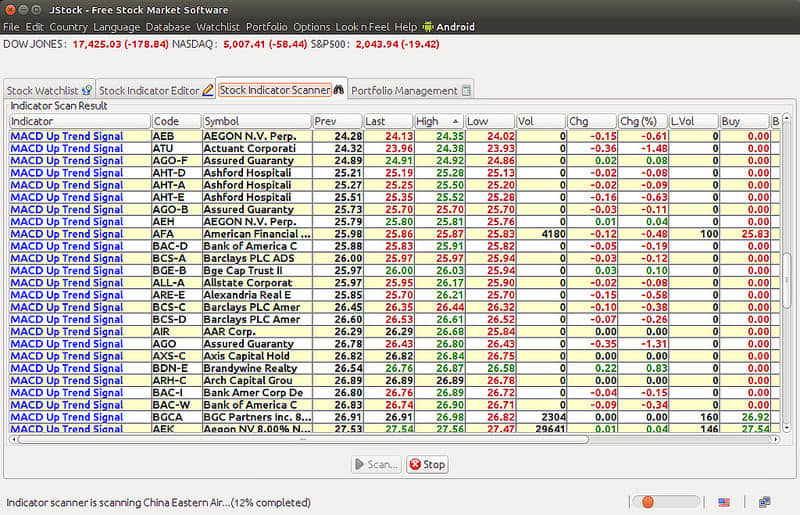 JStock - Free Stock Market Software
File Edit Country Language Database Watchlist Portfolio Options Look n Feel Help Android
DOW JONES: 17,425.03 (-178.84) NASDAQ: 5,007.41 (-58.44) S&P500: 2,043.94 (-19.42)
Stock Watchlist Stock Indicator Editor Stock Indicator Scanner Portfolio Management
Indicator Scan Result
Indicator Code Symbol Prev Last High Low Vol Chg Chg (%) L.Vol Buy B
MACD Up Trend Signal AEB AEGON N.V. Perp. 24.28 24.13 24.35 24.02 0 -0.15 -0.61 0 0.00
MACD Up Trend Signal ATU Actuant Corporati 24.32 23.96 24.38 23.93 0 -0.36 -1.48 0 0.00
MACD Up Trend Signal AGO-F Assured Guaranty 24.89 24.91 24.92 24.86 0 0.02 0.08 0 0.00
MACD Up Trend Signal AHT-D Ashford Hospitali 25.21 25.19 25.28 25.13 0 -0.02 -0.08 0 0.00
MACD Up Trend Signal AHT-A Ashford Hospitali 25.27 25.25 25.50 25.20 0 -0.02 -0.09 0 0.00
MACD Up Trend Signal AHT-E Ashford Hospitali 25.51 25.35 25.52 25.28 0 -0.16 -0.63 0 0.00
MACD Up Trend Signal AGO-B Assured Guaranty 25.73 25.70 25.70 25.70 0 -0.03 -0.11 0 0.00
MACD Up Trend Signal AEH AEGON N.V. Perp. 25.79 25.80 25.81 25.76 0 0.01 0.04 0 0.00
MACD Up Trend Signal AFA American Financial ... 25.98 25.86 25.87 25.83 4180 -0.12 -0.48 100 25.83
MACD Up Trend Signal BAC-D Bank of America C 25.88 25.83 25.91 25.82 0 -0.05 -0.19 0 0.00
MACD Up Trend Signal BCS-A Barclays PLC ADS 26.00 25.97 25.97 25.94 0 -0.03 -0.12 0 0.00
MACD Up Trend Signal BGE-B Bge Cap Trust II 25.97 26.00 26.03 25.94 0 0.03 0.10 0 0.00
MACD Up Trend Signal ALL-A Allstate Corporat 25.97 25.95 26.17 25.90 0 -0.02 -0.08 0 0.00
MACD Up Trend Signal ARE-E Alexandria Real E 25.85 25.70 26.21 25.70 0 -0.15 -0.58 0 0.00
MACD Up Trend Signal BCS-C Barclays PLC Amer 26.45 26.35 26.44 26.32 0 -0.10 -0.38 0 0.00
MACD Up Trend Signal BCS-D Barclays PLC Amer 26.60 26.53 26.61 26.52 0 -0.07 -0.26 0 0.00
MACD Up Trend Signal AIR AAR Corp. 26.29 26.29 26.68 25.84 0 0.00 0.00 0 0.00
MACD Up Trend Signal AGO Assured Guaranty 26.78 26.43 26.80 26.43 0 -0.35 -1.31 0 0.00
MACD Up Trend Signal AXS-C Axis Capital Hold 26.82 26.82 26.84 26.75 0 0.00 0.00 0 0.00
MACD Up Trend Signal BDN-E Brandywine Realty 26.54 26.76 26.87 26.58 0 0.22 0.83 0 0.00
MACD Up Trend Signal ARH-C Arch Capital Grou 26.89 26.89 26.89 26.78 0 0.00 0.00 0 0.00
MACD Up Trend Signal BAC-I Bank Amer Corp De 26.80 26.76 26.89 26.72 0 -0.04 -0.15 0 0.00
MACD Up Trend Signal BAC-W Bank of America C 26.83 26.74 26.90 26.71 0 -0.09 -0.34 0 0.00
MACD Up Trend Signal BGCA BGC Partners Inc. 8... 26.91 26.91 26.98 26.82 2304 0.00 0.00 160 26.92
MACD Up Trend Signal AEK Aegon NV 8.00% N... 27.53 27.54 27.56 27.47 29641 0.01 0.04 146 27.54
Scan... Stop
Indicator scanner is scanning China Eastern Air...(12% completed)